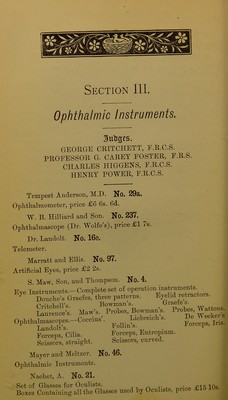 SECTION III.
Ophthalmic Instruments.
Judges.
GEORGE CRITCHETT, F.R.C.S.
PROFESSOR G. CAREY FOSTER, F.R.S.
CHARLES HIGGENS, F.R.C.S.
HENRY POWER, F.R.C.S.
Tempest Anderson, M.D. No. 29a.
Ophthalmometer, price £6 6s. 6d.
W. B. Hilliard and Son. No. 237.
Ophthalmascope (Dr. Wolfe's), price £1 7s.
Dr. Landolt. No. 16c.
Telemeter.
Marratt and Ellis. No. 97.
Artificial Eyes, price £2 2s.
S. Maw, Son, and Thompson. No. 4.
Eye Instruments.—Complete set of operation instruments.
Graefes, three patterns. Eyelid retractors.
Critchell's. Bowman's. Graefe's.
Laurence's. Maw's. Probes, Bowman's. Probes, Wattons.
Ophthalmoscopes.—Coccius'. Liebreich's. De Weeker's
Landolt's. Follin's. Forceps, Iris.
Forceps, Cilia. Forceps, Entropium.
Scissors, straight. Scissors, curved.
Mayer and Meltzer. No. 46.
Ophthalmic Instruments.
Nachet, A. No. 21.
Set of Glasses for Oculists.
Boxes Containing all the Glasses used by Oculists, price £15 10s.